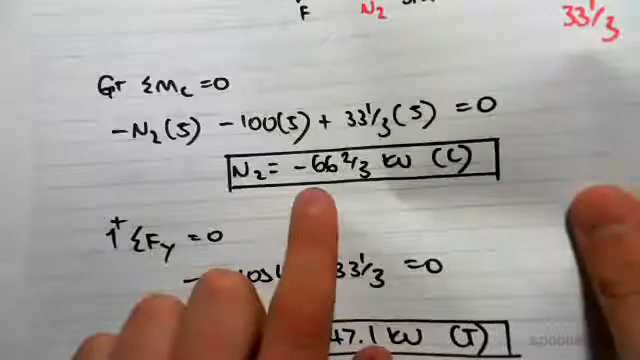 F N2 33 1/3
G+ ΣMc = 0
-N2(5) - 100(5) + 33 1/3(5) = 0
N2 = -66 2/3 kN (C)
↑+ ΣFy = 0
33 1/3 = 0
47.1 kN (T)